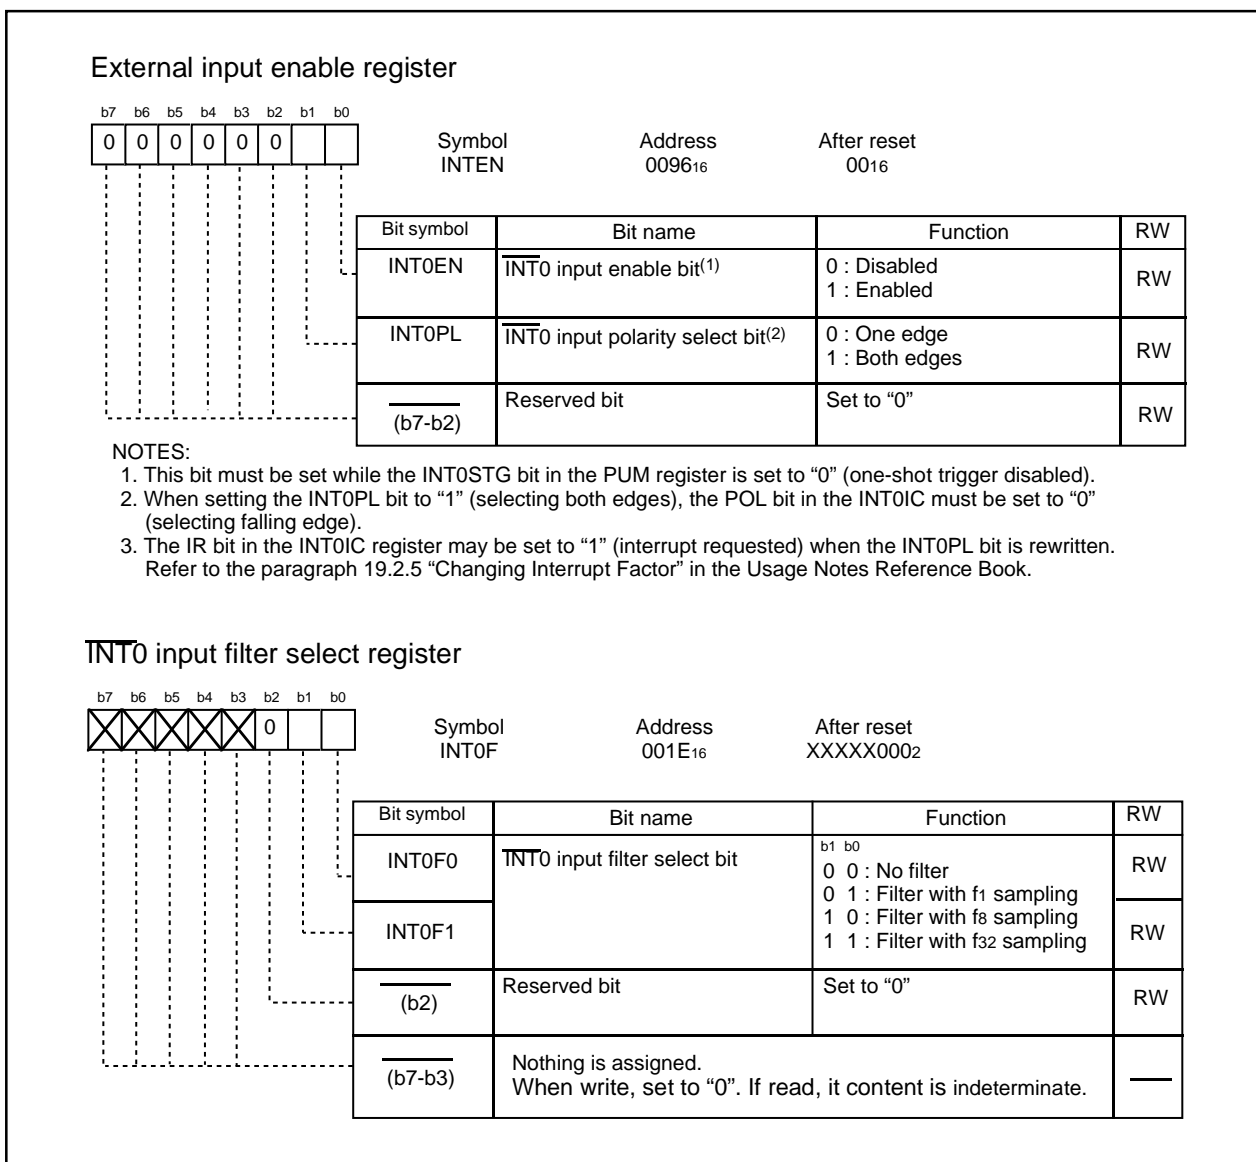 External input enable register
b7 b6 b5 b4 b3 b2 b1 b0
0 0 0 0 0 0
Symbol Address After reset
INTEN 009616 0016
Bit symbol Bit name Function RW
INT0EN INT0 input enable bit(1) 0 : Disabled RW
1 : Enabled
INT0PL INT0 input polarity select bit(2) 0 : One edge RW
1 : Both edges
(b7-b2) Reserved bit Set to “0” RW
NOTES:
1. This bit must be set while the INT0STG bit in the PUM register is set to “0” (one-shot trigger disabled).
2. When setting the INT0PL bit to “1” (selecting both edges), the POL bit in the INT0IC must be set to “0”
(selecting falling edge).
3. The IR bit in the INT0IC register may be set to “1” (interrupt requested) when the INT0PL bit is rewritten.
Refer to the paragraph 19.2.5 “Changing Interrupt Factor” in the Usage Notes Reference Book.
INT0 input filter select register
b7 b6 b5 b4 b3 b2 b1 b0
0
Symbol Address After reset
INT0F 001E16 XXXXX0002
Bit symbol Bit name Function RW
INT0F0 INT0 input filter select bit b1 b0 RW
0 0 : No filter
0 1 : Filter with f1 sampling
INT0F1 1 0 : Filter with f8 sampling RW
1 1 : Filter with f32 sampling
(b2) Reserved bit Set to “0” RW
(b7-b3) Nothing is assigned.
When write, set to “0”. If read, it content is indeterminate.